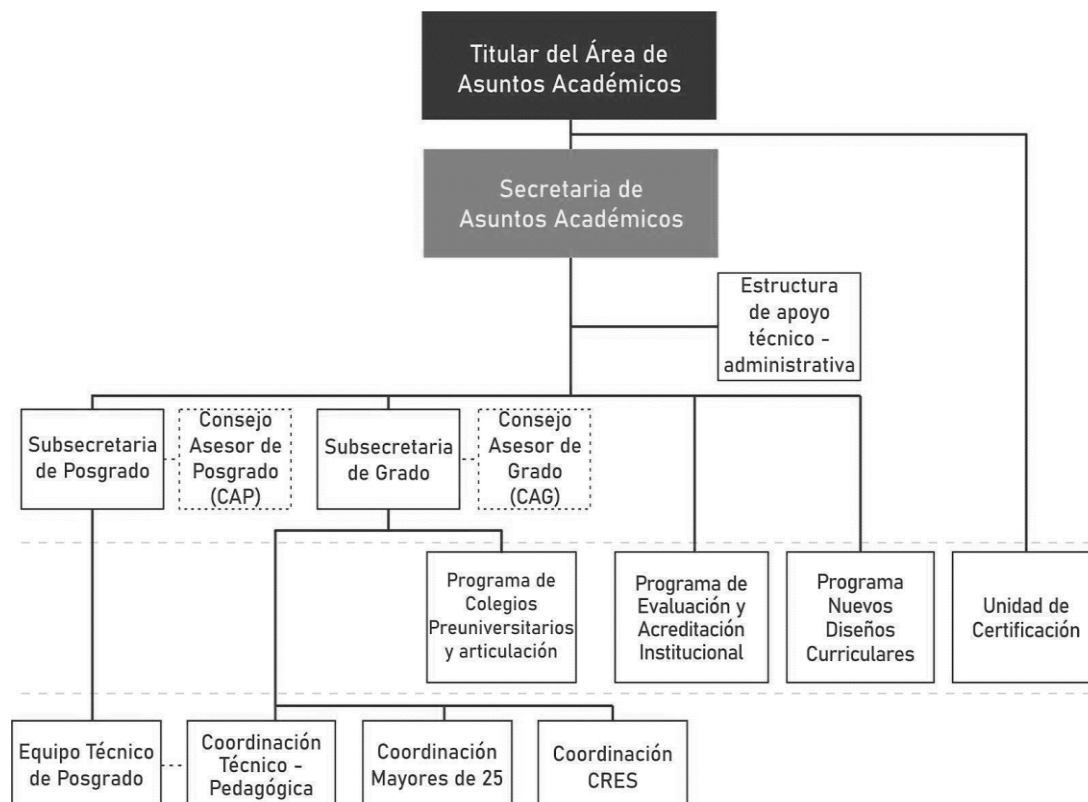 Titular del Área de
Asuntos Académicos
Secretaria de
Asuntos Académicos
Estructura
de apoyo
técnico -
administrativa
Subsecretaria
de Posgrado
Consejo
Asesor de
Posgrado
(CAP)
Subsecretaria
de Grado
Consejo
Asesor de
Grado
(CAG)
Programa de
Colegios
Preuniversitarios
y articulación
Programa de
Evaluación y
Acreditación
Institucional
Programa
Nuevos
Diseños
Curriculares
Unidad de
Certificación
Equipo Técnico
de Posgrado
Coordinación
Técnico -
Pedagógica
Coordinación
Mayores de 25
Coordinación
CRES